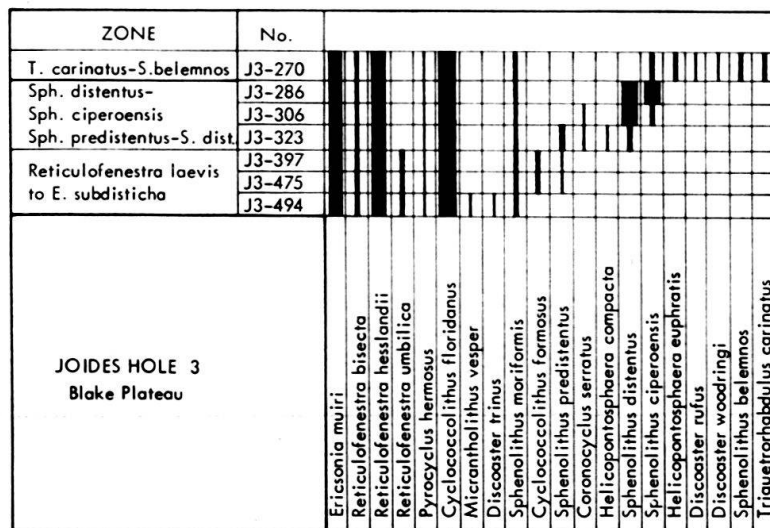 ZONE No.
T. carinatus-S.belemnos J3-270
Sph. distentus- J3-286
Sph. ciperoensis J3-306
Sph. predistentus-S. dist. J3-323
Reticulofenestra laevis J3-397
to E. subdisticha J3-475
J3-494
JOIDES HOLE 3
Blake Plateau
Ericsonia muiri
Reticulofenestra bisecta
Reticulofenestra hesslandii
Reticulofenestra umbilica
Pyrocyclus hermosus
Cyclococcolithus floridanus
Micrantholithus vesper
Discoaster trinus
Sphenolithus moriformis
Cyclococcolithus formosus
Sphenolithus predistentus
Coronocyclus serratus
Helicopontosphaera compacta
Sphenolithus distentus
Sphenolithus ciperoensis
Helicopontosphaera euphratis
Discoaster rufus
Discoaster woodringi
Sphenolithus belemnos
Triquetrorhabdulus carinatus